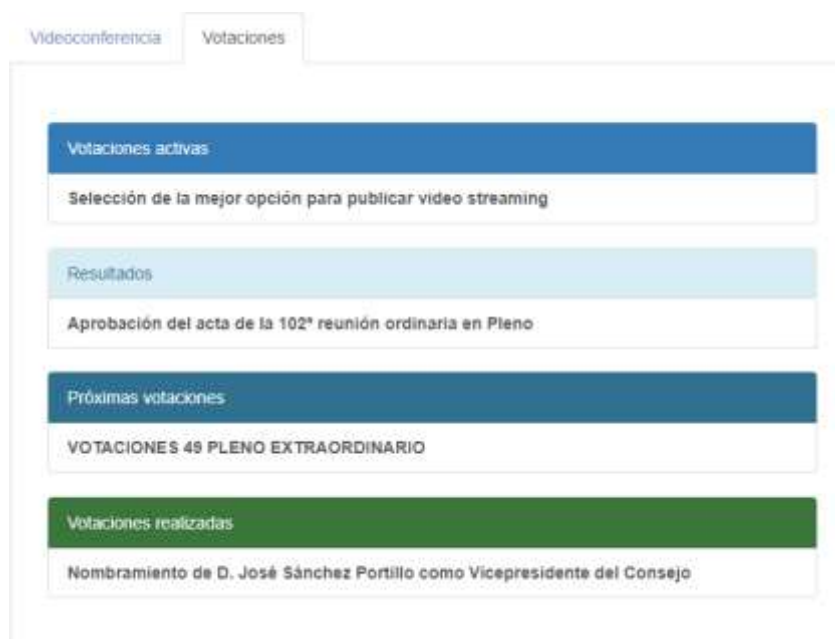 Videoconferencia Votaciones
Votaciones activas
Selección de la mejor opción para publicar video streaming
Resultados
Aprobación del acta de la 102ª reunión ordinaria en Pleno
Próximas votaciones
VOTACIONES 49 PLENO EXTRAORDINARIO
Votaciones realizadas
Nombramiento de D. José Sánchez Portillo como Vicepresidente del Consejo